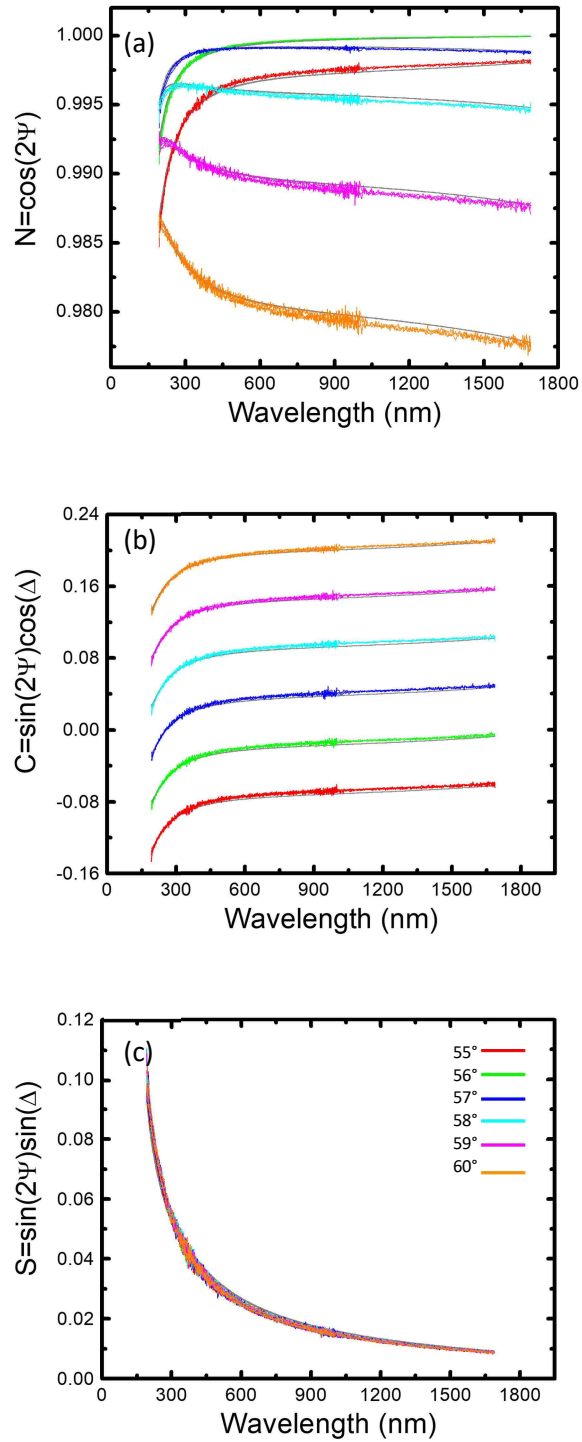 (a)
N=cos(2Ψ)
1.000
0.995
0.990
0.985
0.980
0 300 600 900 1200 1500 1800
Wavelength (nm)
(b)
C=sin(2Ψ)cos(Δ)
0.24
0.16
0.08
0.00
-0.08
-0.16
0 300 600 900 1200 1500 1800
Wavelength (nm)
(c)
S=sin(2Ψ)sin(Δ)
0.12
0.10
0.08
0.06
0.04
0.02
0.00
55°
56°
57°
58°
59°
60°
0 300 600 900 1200 1500 1800
Wavelength (nm)